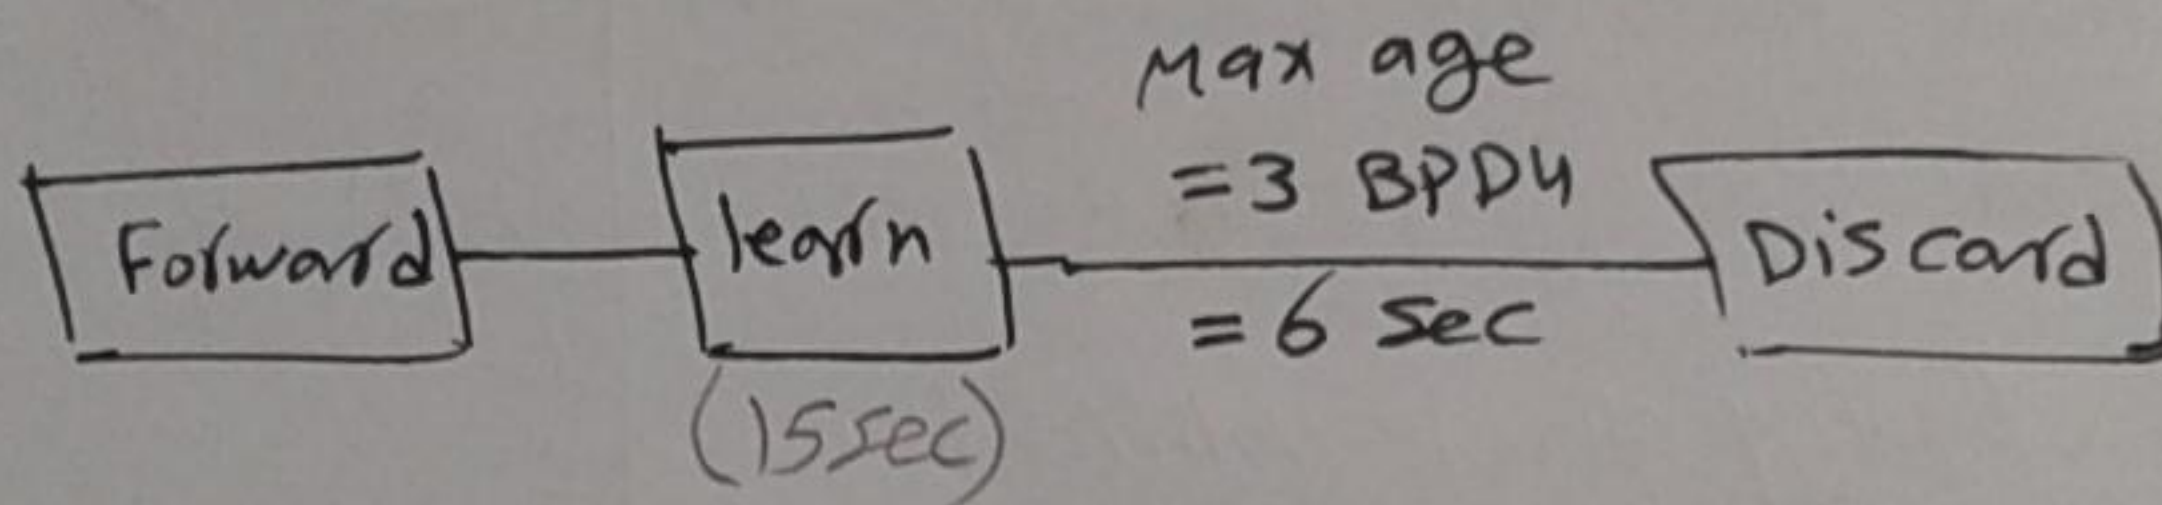 Max age
=3 BPDU
Forward learn Discard
=6 sec
(15sec)